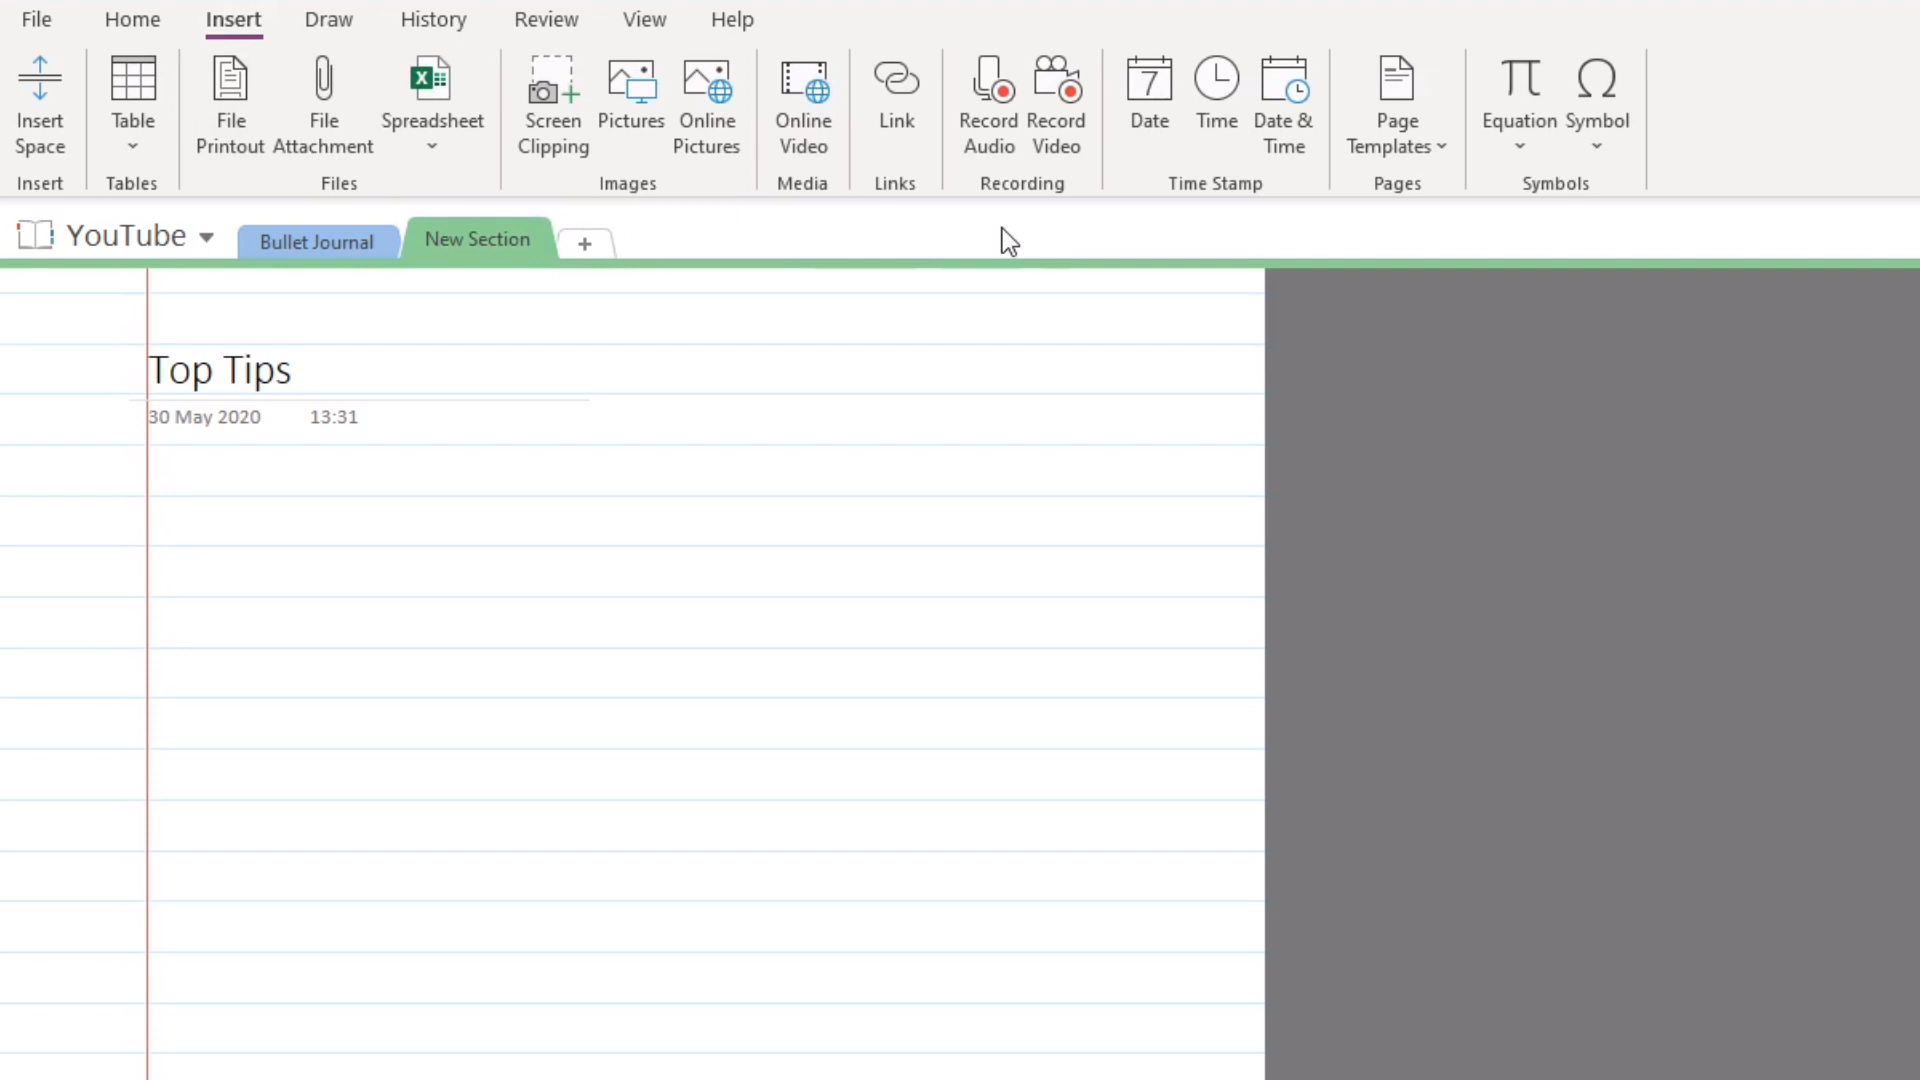 File Home Insert Draw History Review View Help
Insert Space
Table
File Printout
File Attachment
Spreadsheet
Screen Clipping
Pictures
Online Pictures
Online Video
Link
Record Audio
Record Video
7
Date
Time
Date & Time
Page Templates
π
Equation
Ω
Symbol
Insert Tables Files Images Media Links Recording Time Stamp Pages Symbols
YouTube Bullet Journal New Section +
Top Tips
30 May 2020 13:31